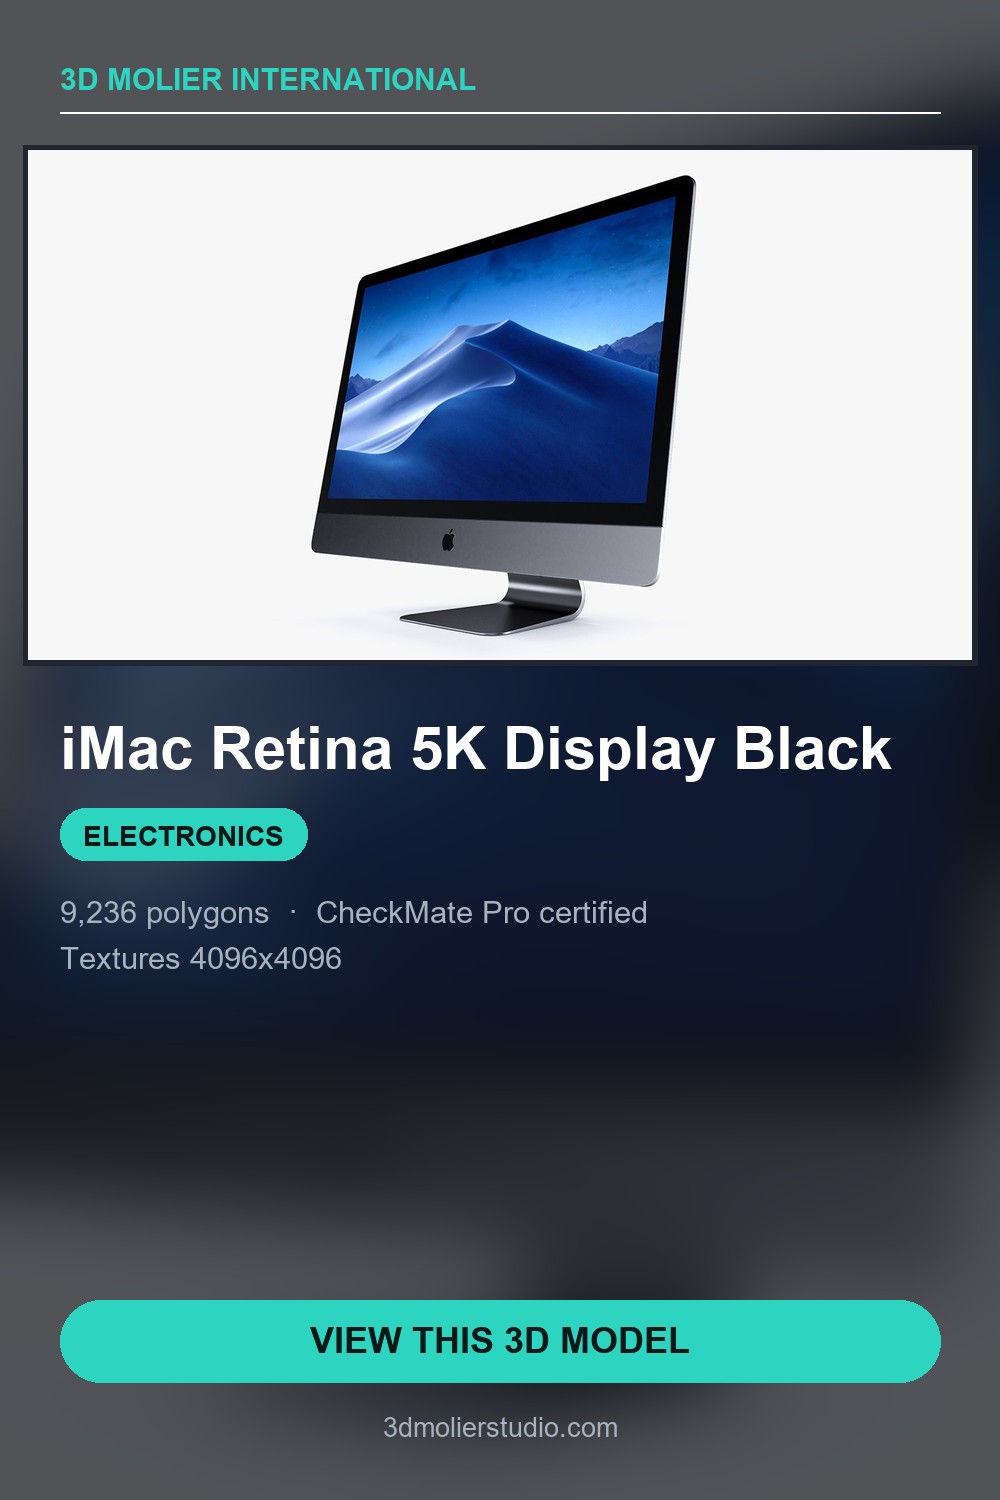 3D MOLIER INTERNATIONAL
iMac Retina 5K Display Black
ELECTRONICS
9,236 polygons · CheckMate Pro certified
Textures 4096x4096
VIEW THIS 3D MODEL
3dmolierstudio.com